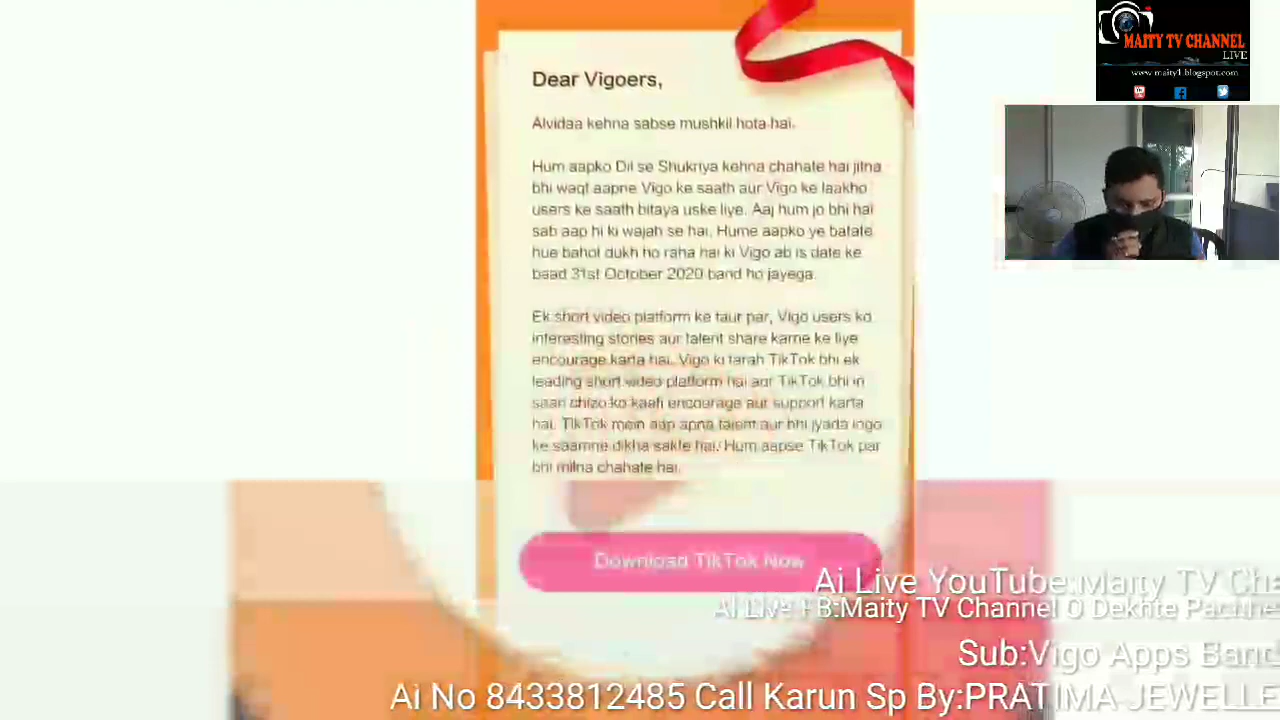 MAITY TV CHANNEL
LIVE
www.maity1.blogspot.com
Dear Vigoers,
Alvidaa kehna sabse mushkil hota hai.
Hum aapko Dil se Shukriya kehna chahate hai jitna
bhi waqt aapne Vigo ke saath aur Vigo ke laakho
users ke saath bitaya uske liye. Aaj hum jo bhi hai
sab aap hi ki wajah se hai. Hume aapko ye batate
hue bahot dukh ho raha hai ki Vigo ab is date ke
baad 31st October 2020 band ho jayega.
Ek short video platform ke taur par, Vigo users ko
interesting stories aur talent share karne ke liye
encourage karta hai. Vigo ki tarah TikTok bhi ek
leading short video platform hai aur TikTok bhi in
saari chizo ko kaafi encourage aur support karta
hai. TikTok mein aap apna talent aur bhi jyada logo
ke saamne dikha sakte hai. Hum aapse TikTok par
bhi milna chahate hai.
Download TikTok Now
Ai Live YouTube:Maity TV Cha
Ai Live FB:Maity TV Channel O Dekhte Pachhe
Sub:Vigo Apps Band
Ai No 8433812485 Call Karun Sp By:PRATIMA JEWELLE